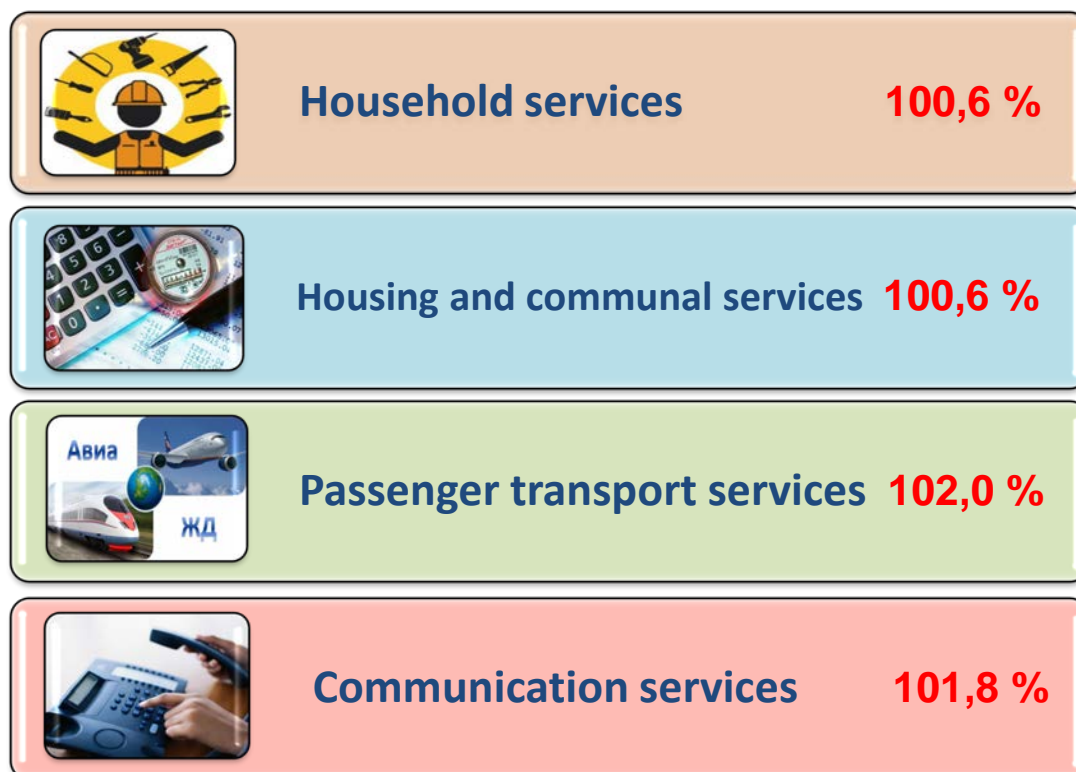 Household services 100,6 %
Housing and communal services 100,6 %
Авиа
ЖД
Passenger transport services 102,0 %
Communication services 101,8 %